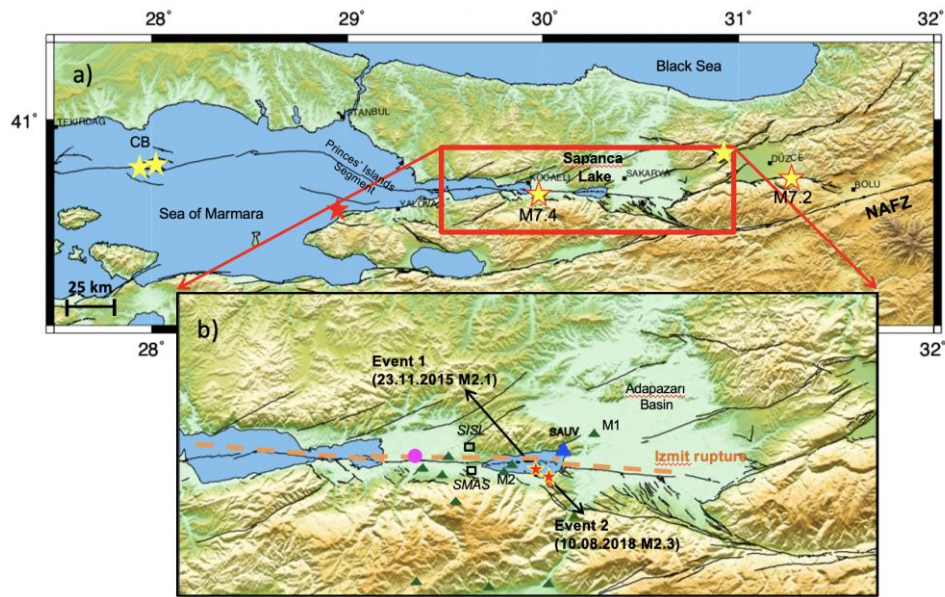 28° 29° 30° 31° 32°
a)
Black Sea
41°
TEKIRDAG
ISTANBUL
CB
Princes' Islands
Segment
Sapanca
Lake
KOCAELI
SAKARYA
DÜZCE
BOLU
YALOVA
M7.4
M7.2
NAFZ
Sea of Marmara
25 km
28° 32°
b)
Event 1
(23.11.2015 M2.1)
Adapazarı
Basin
SISL
SAUV
M1
Izmit rupture
SMAS
M2
Event 2
(10.08.2018 M2.3)